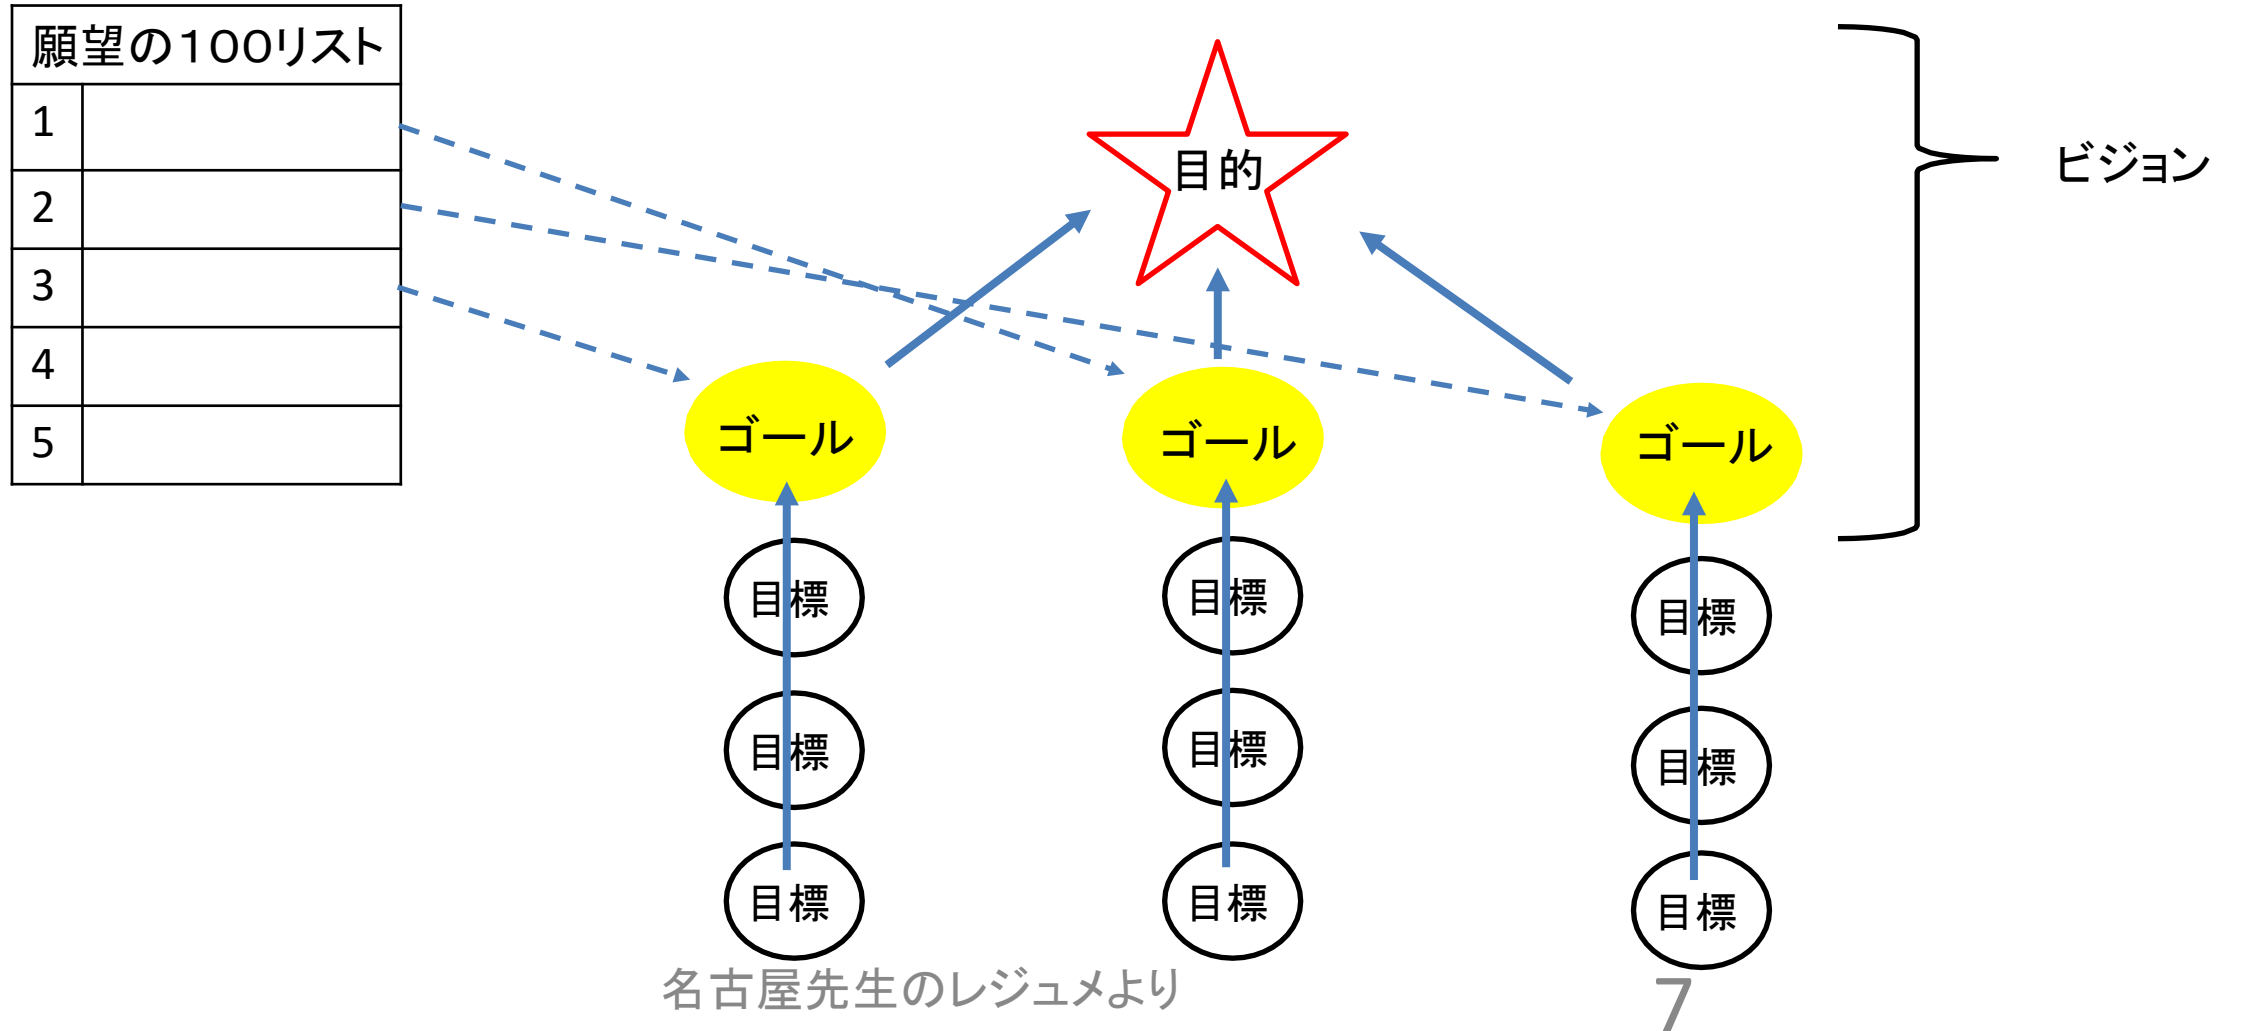 願望の１００リスト
1
2
3
4
5
目的
ビジョン
ゴール
ゴール
ゴール
目標
目標
目標
目標
目標
目標
目標
目標
目標
名古屋先生のレジュメより
7